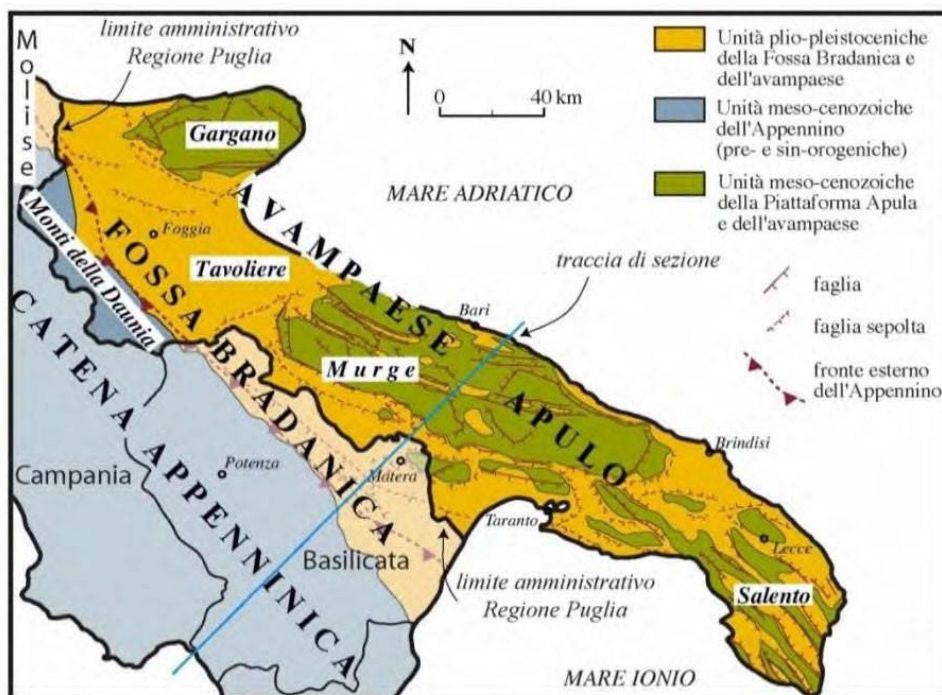 Molise
limite amministrativo
Regione Puglia
N
0 40 km
Unità plio-pleistoceniche
della Fossa Bradanica e
dell'avampaese
Unità meso-cenozoiche
dell'Appennino
(pre- e sin-orogeniche)
Unità meso-cenozoiche
della Piattaforma Apula
e dell'avampaese
Gargano
MARE ADRIATICO
AVAMPAESE APULO
Monti della Daunia
FOSSA BRADANICA
Foggia
Tavoliere
traccia di sezione
faglia
faglia sepolta
fronte esterno
dell'Appennino
Bari
Murge
CATENA APPENNINICA
Campania
Potenza
Matera
Brindisi
Taranto
Lecce
Basilicata
limite amministrativo
Regione Puglia
Salento
MARE IONIO